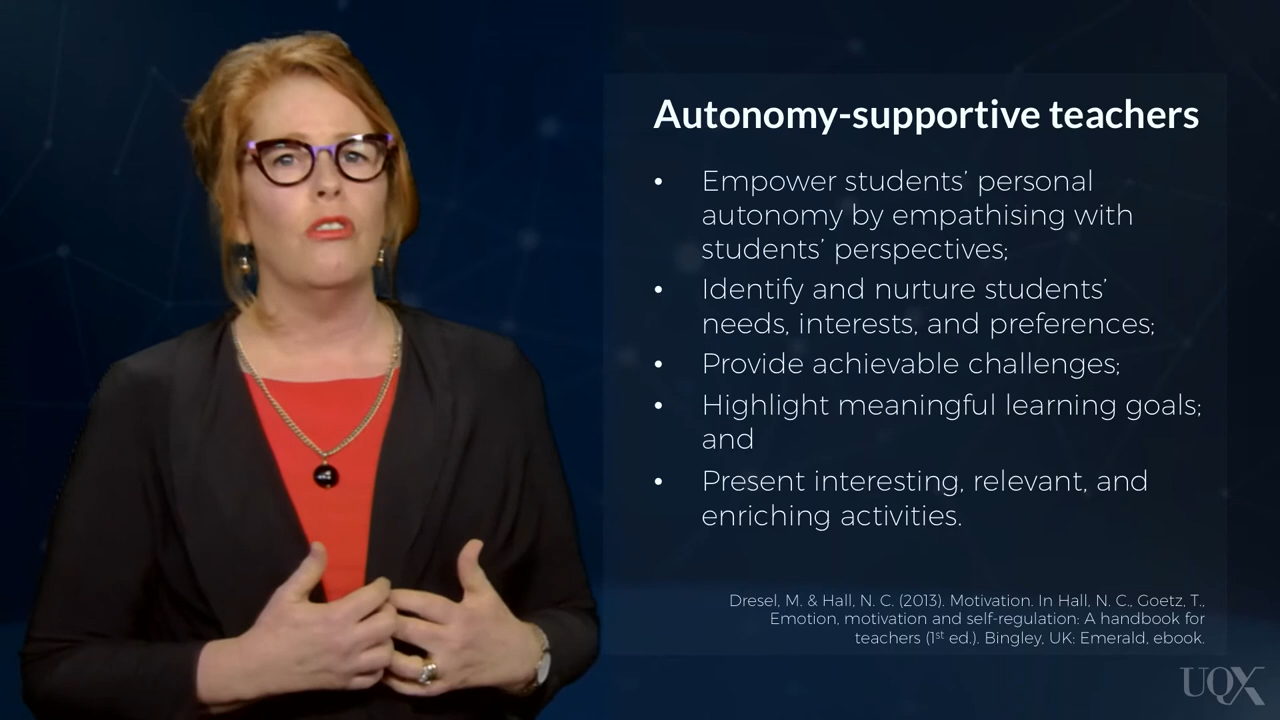 Autonomy-supportive teachers
• Empower students’ personal
autonomy by empathising with
students’ perspectives;
• Identify and nurture students’
needs, interests, and preferences;
• Provide achievable challenges;
• Highlight meaningful learning goals;
and
• Present interesting, relevant, and
enriching activities.
Dresel, M. & Hall, N. C. (2013). Motivation. In Hall, N. C., Goetz, T.,
Emotion, motivation and self-regulation: A handbook for
teachers (1st ed.). Bingley, UK: Emerald, ebook.
UQX